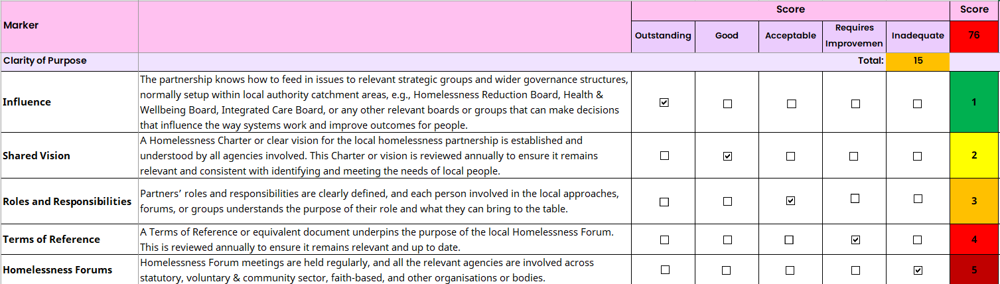 Marker
Score
Score
Outstanding
Good
Acceptable
Requires
Improvemen
Inadequate
76
Clarity of Purpose
Total:
15
Influence
The partnership knows how to feed in issues to relevant strategic groups and wider governance structures,
normally setup within local authority catchment areas, e.g., Homelessness Reduction Board, Health &
Wellbeing Board, Integrated Care Board, or any other relevant boards or groups that can make decisions
that influence the way systems work and improve outcomes for people.
1
Shared Vision
A Homelessness Charter or clear vision for the local homelessness partnership is established and
understood by all agencies involved. This Charter or vision is reviewed annually to ensure it remains
relevant and consistent with identifying and meeting the needs of local people.
2
Roles and Responsibilities
Partners’ roles and responsibilities are clearly defined, and each person involved in the local approaches,
forums, or groups understands the purpose of their role and what they can bring to the table.
3
Terms of Reference
A Terms of Reference or equivalent document underpins the purpose of the local Homelessness Forum.
This is reviewed annually to ensure it remains relevant and up to date.
4
Homelessness Forums
Homelessness Forum meetings are held regularly, and all the relevant agencies are involved across
statutory, voluntary & community sector, faith-based, and other organisations or bodies.
5